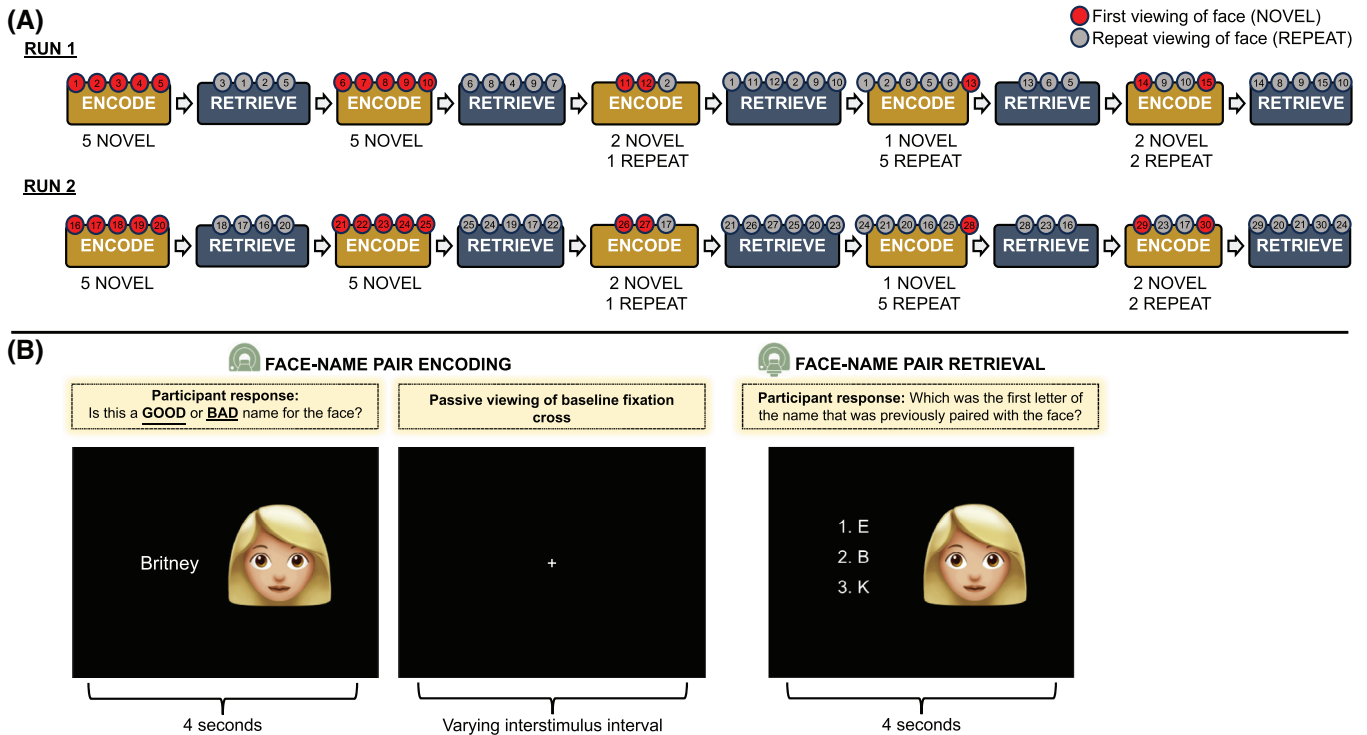 (A)
First viewing of face (NOVEL)
Repeat viewing of face (REPEAT)
RUN 1
1 2 3 4 5 3 1 2 5 6 7 8 9 10 6 8 4 9 7 11 12 2 1 11 12 2 9 10 1 2 8 5 6 13 13 6 5 14 9 10 15 14 8 9 15 10
ENCODE RETRIEVE ENCODE RETRIEVE ENCODE RETRIEVE ENCODE RETRIEVE ENCODE RETRIEVE
5 NOVEL 5 NOVEL 2 NOVEL 1 NOVEL 2 NOVEL
1 REPEAT 5 REPEAT 2 REPEAT
RUN 2
16 17 18 19 20 18 17 16 20 21 22 23 24 25 25 24 19 17 22 26 27 17 21 26 27 25 20 23 24 21 20 16 25 28 28 23 16 29 23 17 30 29 20 21 30 24
ENCODE RETRIEVE ENCODE RETRIEVE ENCODE RETRIEVE ENCODE RETRIEVE ENCODE RETRIEVE
5 NOVEL 5 NOVEL 2 NOVEL 1 NOVEL 2 NOVEL
1 REPEAT 5 REPEAT 2 REPEAT
(B)
FACE-NAME PAIR ENCODING
Participant response:
Is this a GOOD or BAD name for the face?
Passive viewing of baseline fixation
cross
Britney
+
4 seconds
Varying interstimulus interval
FACE-NAME PAIR RETRIEVAL
Participant response: Which was the first letter of
the name that was previously paired with the face?
1. E
2. B
3. K
4 seconds